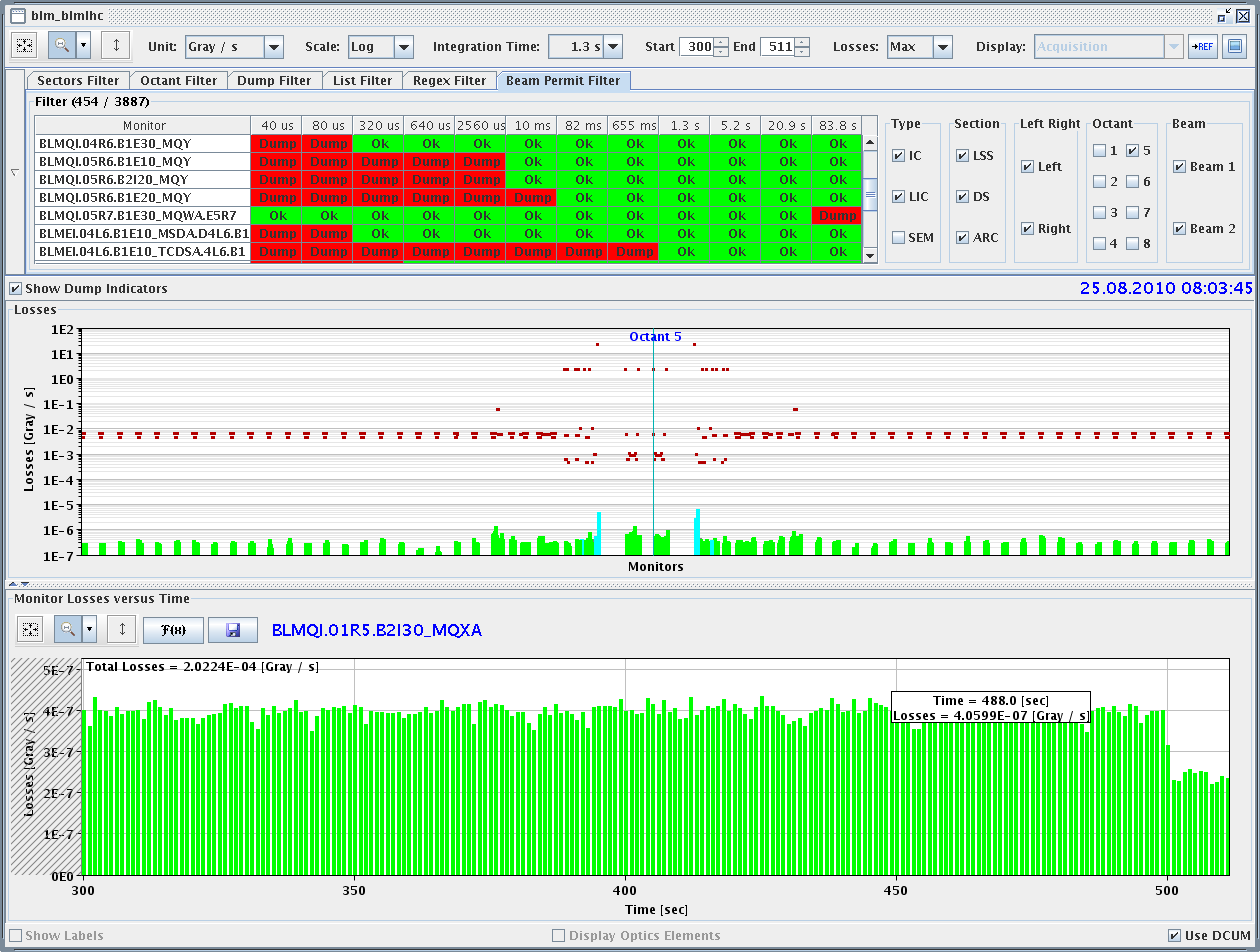 blm_blmlhc
Unit: Gray / s Scale: Log Integration Time: 1.3 s Start 300 End 511 Losses: Max Display: Acquisition →REF
Sectors Filter Octant Filter Dump Filter List Filter Regex Filter Beam Permit Filter
Filter (454 / 3887)
Monitor 40 us 80 us 320 us 640 us 2560 us 10 ms 82 ms 655 ms 1.3 s 5.2 s 20.9 s 83.8 s
BLMQI.04R6.B1E30_MQY Dump Dump Ok Ok Ok Ok Ok Ok Ok Ok Ok Ok
BLMQI.05R6.B1E10_MQY Dump Dump Dump Dump Dump Ok Ok Ok Ok Ok Ok Ok
BLMQI.05R6.B2I20_MQY Dump Dump Dump Dump Dump Ok Ok Ok Ok Ok Ok Ok
BLMQI.05R6.B1E20_MQY Dump Dump Dump Dump Dump Dump Ok Ok Ok Ok Ok Ok
BLMQI.05R7.B1E30_MQWA.E5R7 Ok Ok Ok Ok Ok Ok Ok Ok Ok Ok Ok Dump
BLMEI.04L6.B1E10_MSDA.D4L6.B1 Dump Dump Ok Ok Ok Ok Ok Ok Ok Ok Ok Ok
BLMEI.04L6.B1E10_TCDSA.4L6.B1 Dump Dump Dump Dump Dump Dump Dump Dump Ok Ok Ok Ok
Type Section Left Right Octant Beam
IC LSS Left 1 5 Beam 1
LIC DS 2 6
SEM ARC Right 3 7 Beam 2
4 8
Show Dump Indicators 25.08.2010 08:03:45
Losses
Octant 5
Losses [Gray / s]
1E2
1E1
1E0
1E-1
1E-2
1E-3
1E-4
1E-5
1E-6
1E-7
Monitors
Monitor Losses versus Time
F(x) BLMQI.01R5.B2I30_MQXA
Total Losses = 2.0224E-04 [Gray / s]
Time = 488.0 [sec]
Losses = 4.0599E-07 [Gray / s]
Losses [Gray / s]
5E-7
4E-7
3E-7
2E-7
1E-7
0E0
300 350 400 450 500
Time [sec]
Show Labels Display Optics Elements Use DCUM